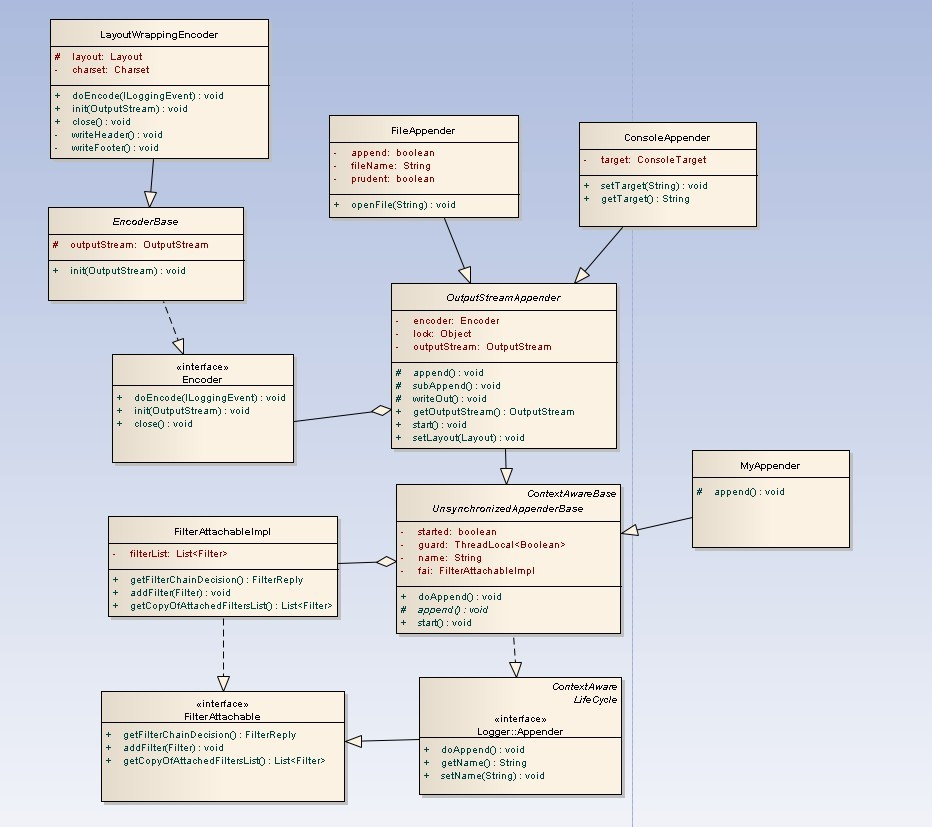 LayoutWrappingEncoder
# layout: Layout
- charset: Charset
+ doEncode(ILoggingEvent) : void
+ init(OutputStream) : void
+ close() : void
- writeHeader() : void
- writeFooter() : void
FileAppender
- append: boolean
- fileName: String
- prudent: boolean
+ openFile(String) : void
ConsoleAppender
- target: ConsoleTarget
+ setTarget(String) : void
+ getTarget() : String
EncoderBase
# outputStream: OutputStream
+ init(OutputStream) : void
OutputStreamAppender
- encoder: Encoder
- lock: Object
- outputStream: OutputStream
# append() : void
# subAppend() : void
# writeOut() : void
+ getOutputStream() : OutputStream
+ start() : void
+ setLayout(Layout) : void
«interface»
Encoder
+ doEncode(ILoggingEvent) : void
+ init(OutputStream) : void
+ close() : void
MyAppender
# append() : void
ContextAwareBase
UnsynchronizedAppenderBase
- started: boolean
- guard: ThreadLocal<Boolean>
- name: String
- fai: FilterAttachableImpl
+ doAppend() : void
# append() : void
+ start() : void
FilterAttachableImpl
- filterList: List<Filter>
+ getFilterChainDecision() : FilterReply
+ addFilter(Filter) : void
+ getCopyOfAttachedFiltersList() : List<Filter>
«interface»
FilterAttachable
+ getFilterChainDecision() : FilterReply
+ addFilter(Filter) : void
+ getCopyOfAttachedFiltersList() : List<Filter>
ContextAware
LifeCycle
«interface»
Logger::Appender
+ doAppend() : void
+ getName() : String
+ setName(String) : void